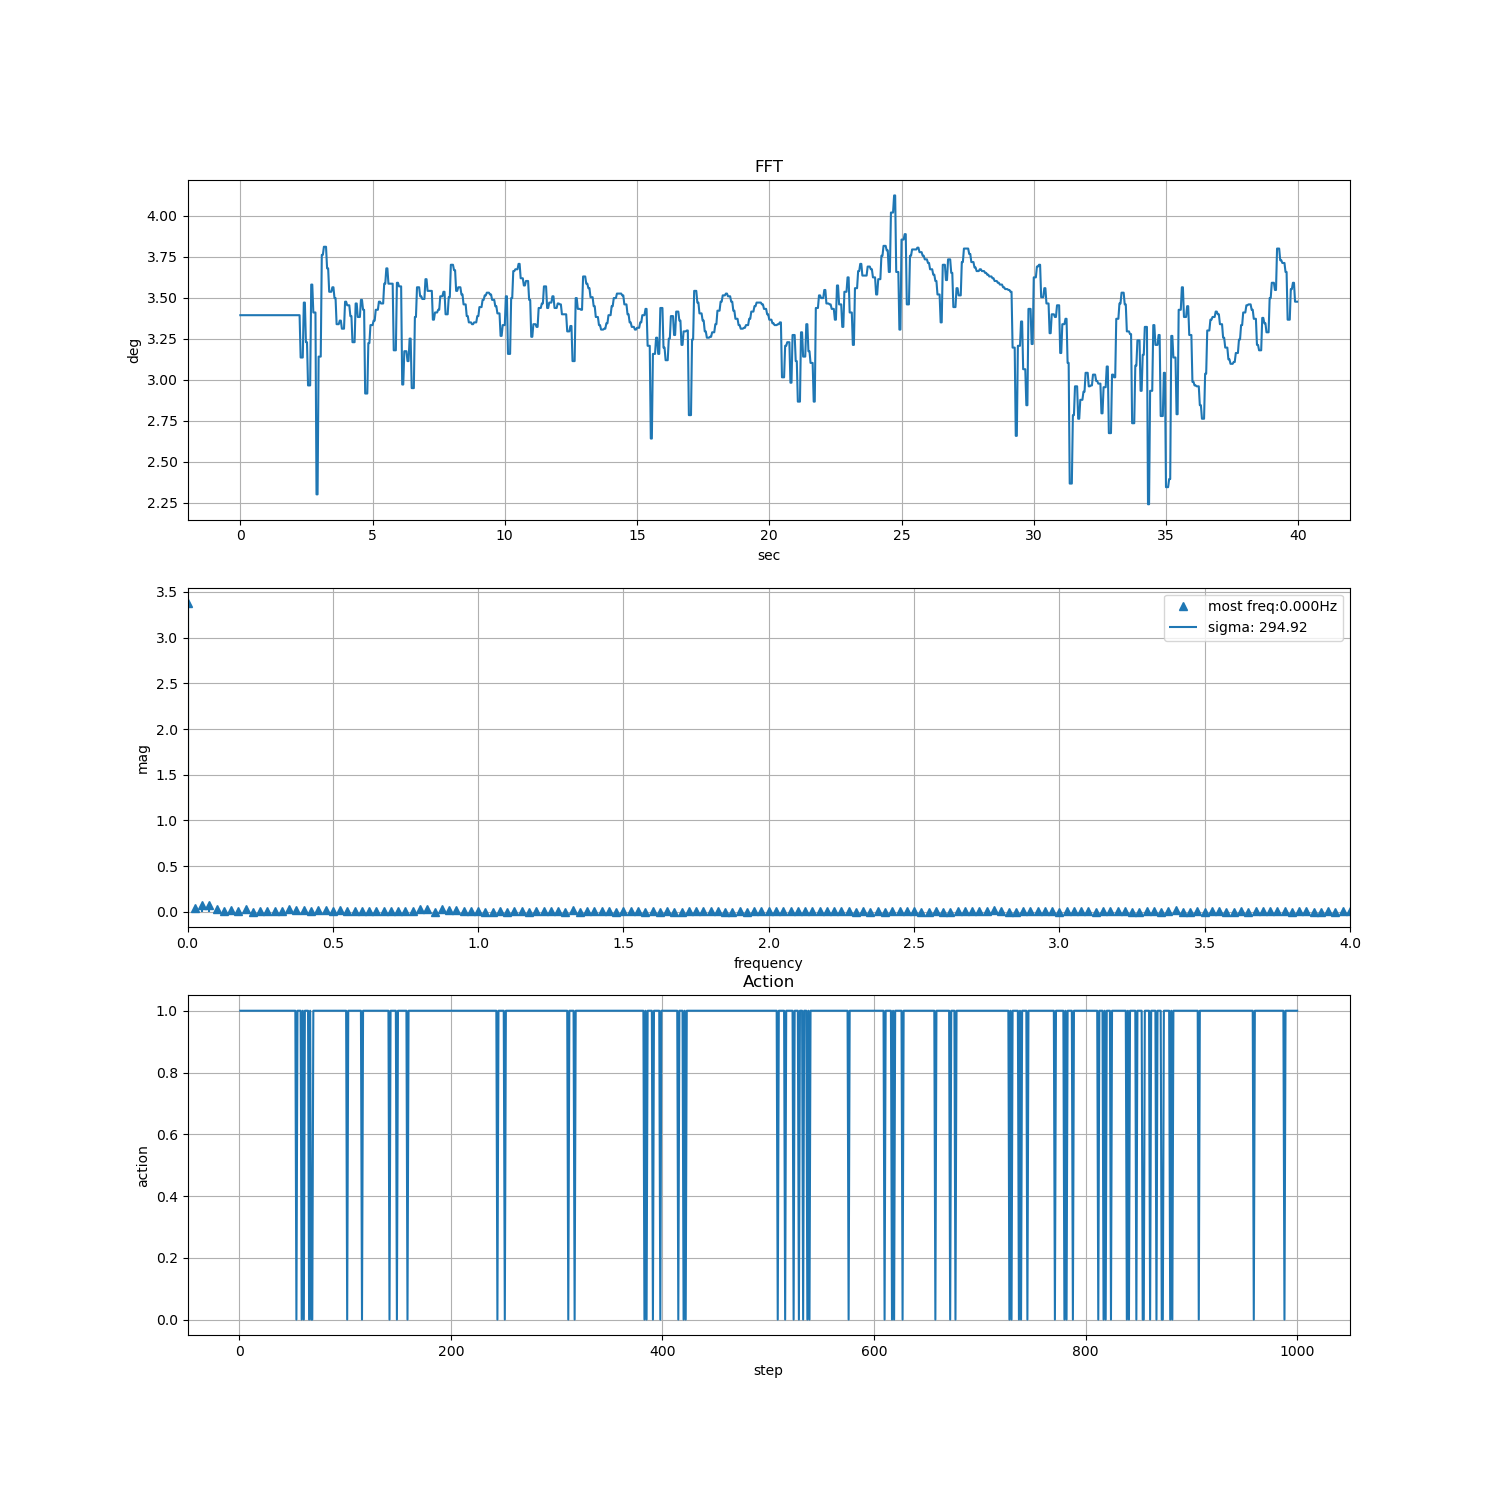 FFT
4.00
3.75
3.50
3.25
3.00
2.75
2.50
2.25
deg
0 5 10 15 20 25 30 35 40
sec
3.5
3.0
2.5
2.0
1.5
1.0
0.5
0.0
mag
most freq:0.000Hz
sigma: 294.92
0.0 0.5 1.0 1.5 2.0 2.5 3.0 3.5 4.0
frequency
Action
1.0
0.8
0.6
0.4
0.2
0.0
action
0 200 400 600 800 1000
step